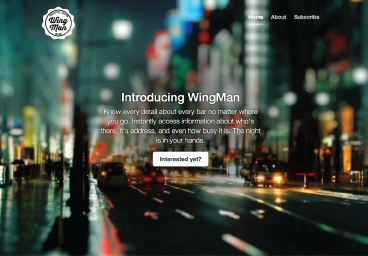 Wing
Man
Home
About
Subscribe
Introducing WingMan
Know every detail about every bar no matter where
you go. Instantly access information about who's
there, it's address, and even how busy it is. The night
is in your hands.
Interested yet?